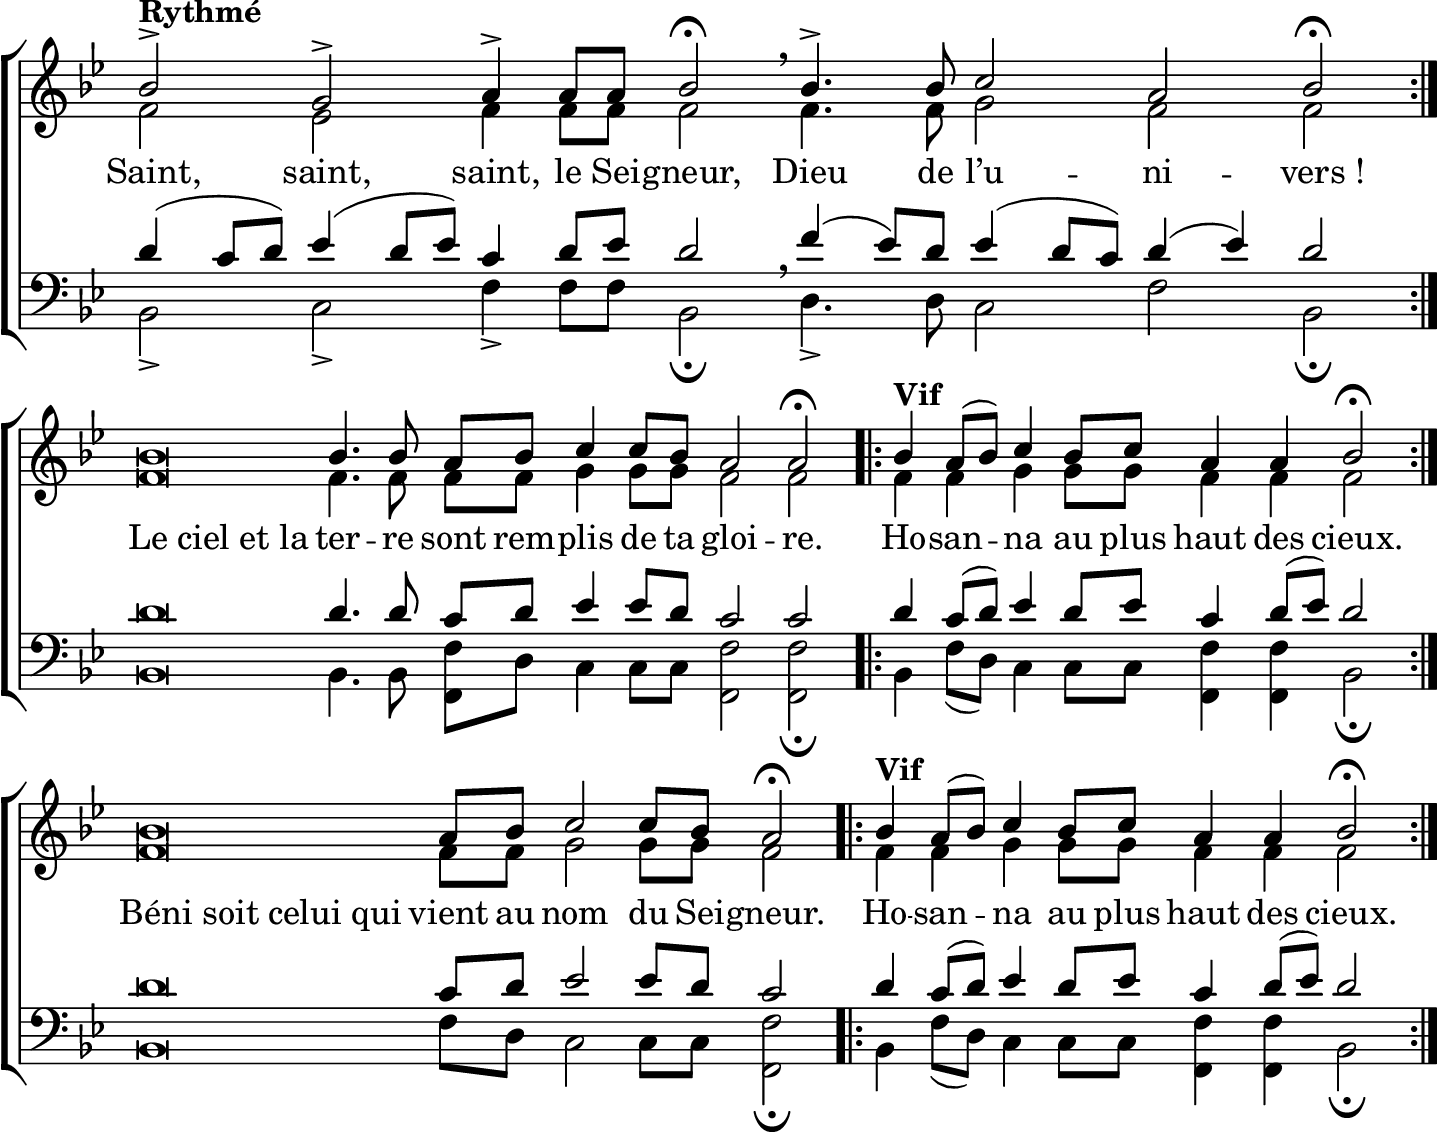 Rythmé
Saint, saint, saint, le Seigneur, Dieu de l’u - ni - vers !
Vif
Le ciel et la ter - re sont remplis de ta gloi - re. Ho - san - na au plus haut des cieux.
Vif
Béni soit celui qui vient au nom du Seigneur. Ho - san - na au plus haut des cieux.